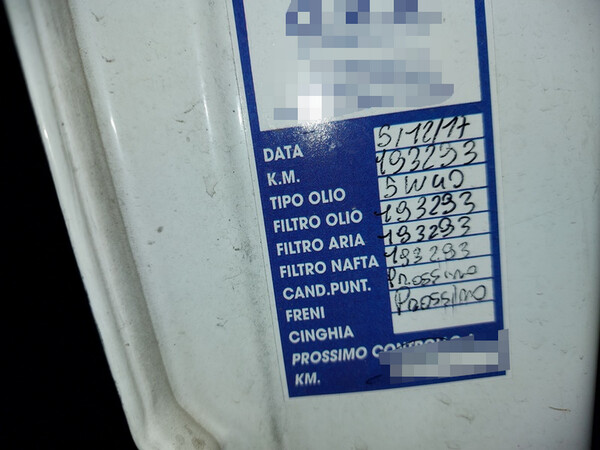 DATA 5/12/17
K.M. 193293
TIPO OLIO 5W40
FILTRO OLIO 193293
FILTRO ARIA 193293
FILTRO NAFTA 193293
CAND.PUNT. Prossimo
FRENI Prossimo
CINGHIA
PROSSIMO
KM.